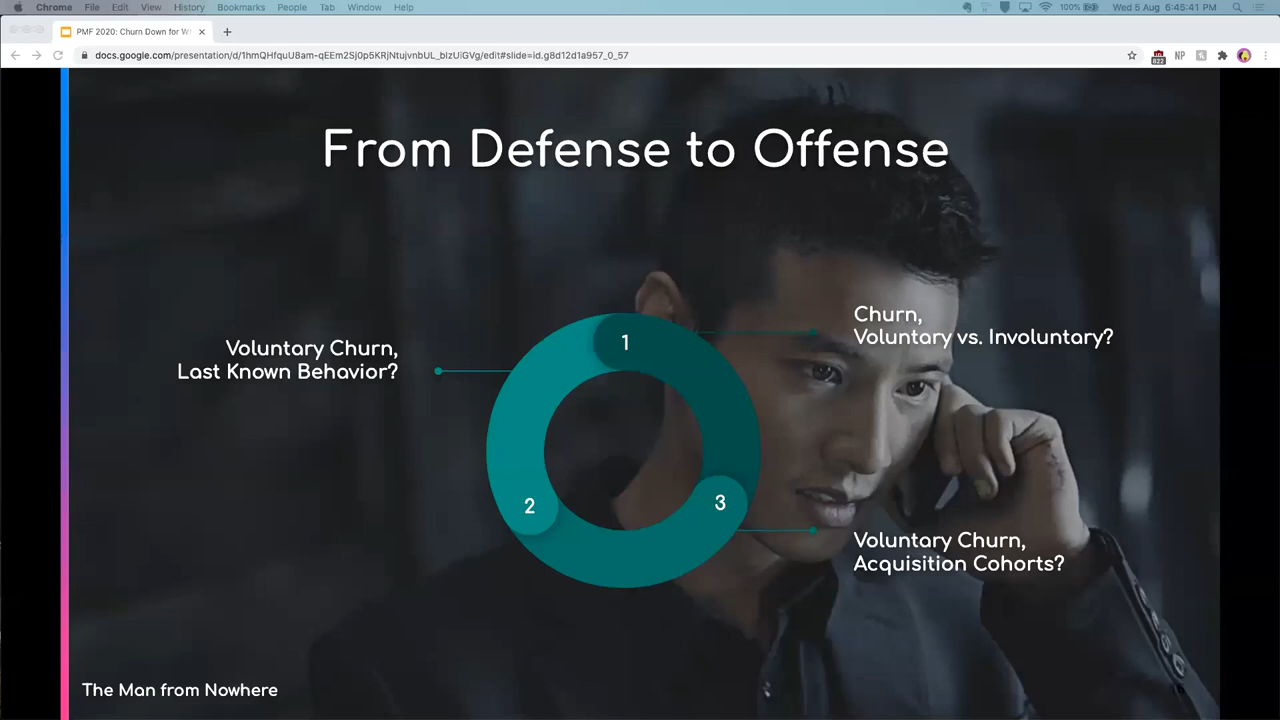 Chrome File Edit View History Bookmarks People Tab Window Help 100% Wed 5 Aug 6:45:41 PM
PMF 2020: Churn Down for W
docs.google.com/presentation/d/1hmQHfquU8am-qEEm2Sj0p5KRjNtujvnbUL_bIzUiGVg/edit#slide=id.g8d12d1a957_0_57
822 NP
From Defense to Offense
Churn,
Voluntary vs. Involuntary?
Voluntary Churn,
Last Known Behavior?
1
2
3
Voluntary Churn,
Acquisition Cohorts?
The Man from Nowhere